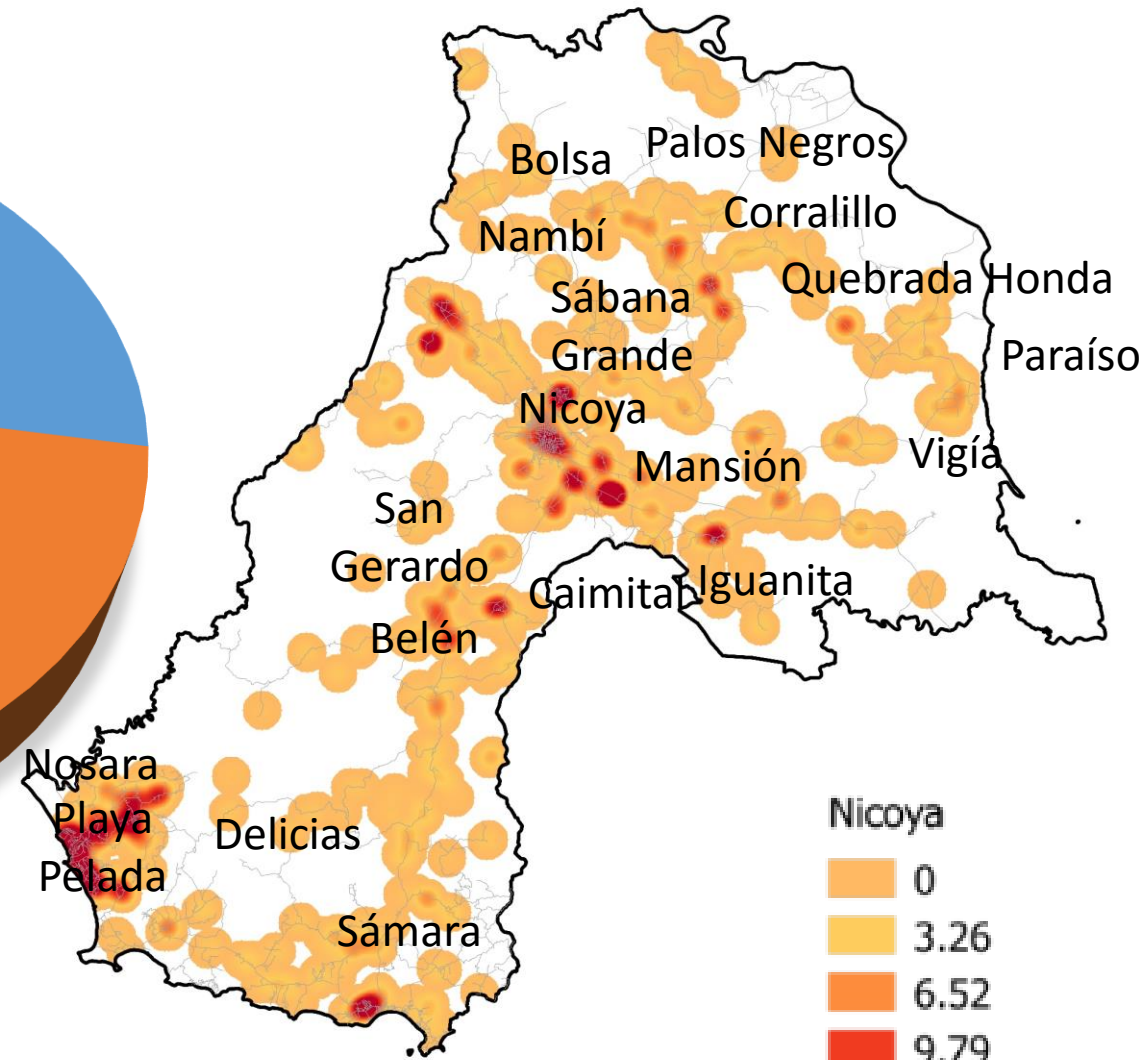 Palos Negros
Bolsa
Corralillo
Nambí
Quebrada Honda
Sábana
Grande
Paraíso
Nicoya
Vigía
Mansión
San
Gerardo
Caimital
Iguanita
Belén
Nosara
Playa
Pelada
Delicias
Sámara
Nicoya
0
3.26
6.52
9.79